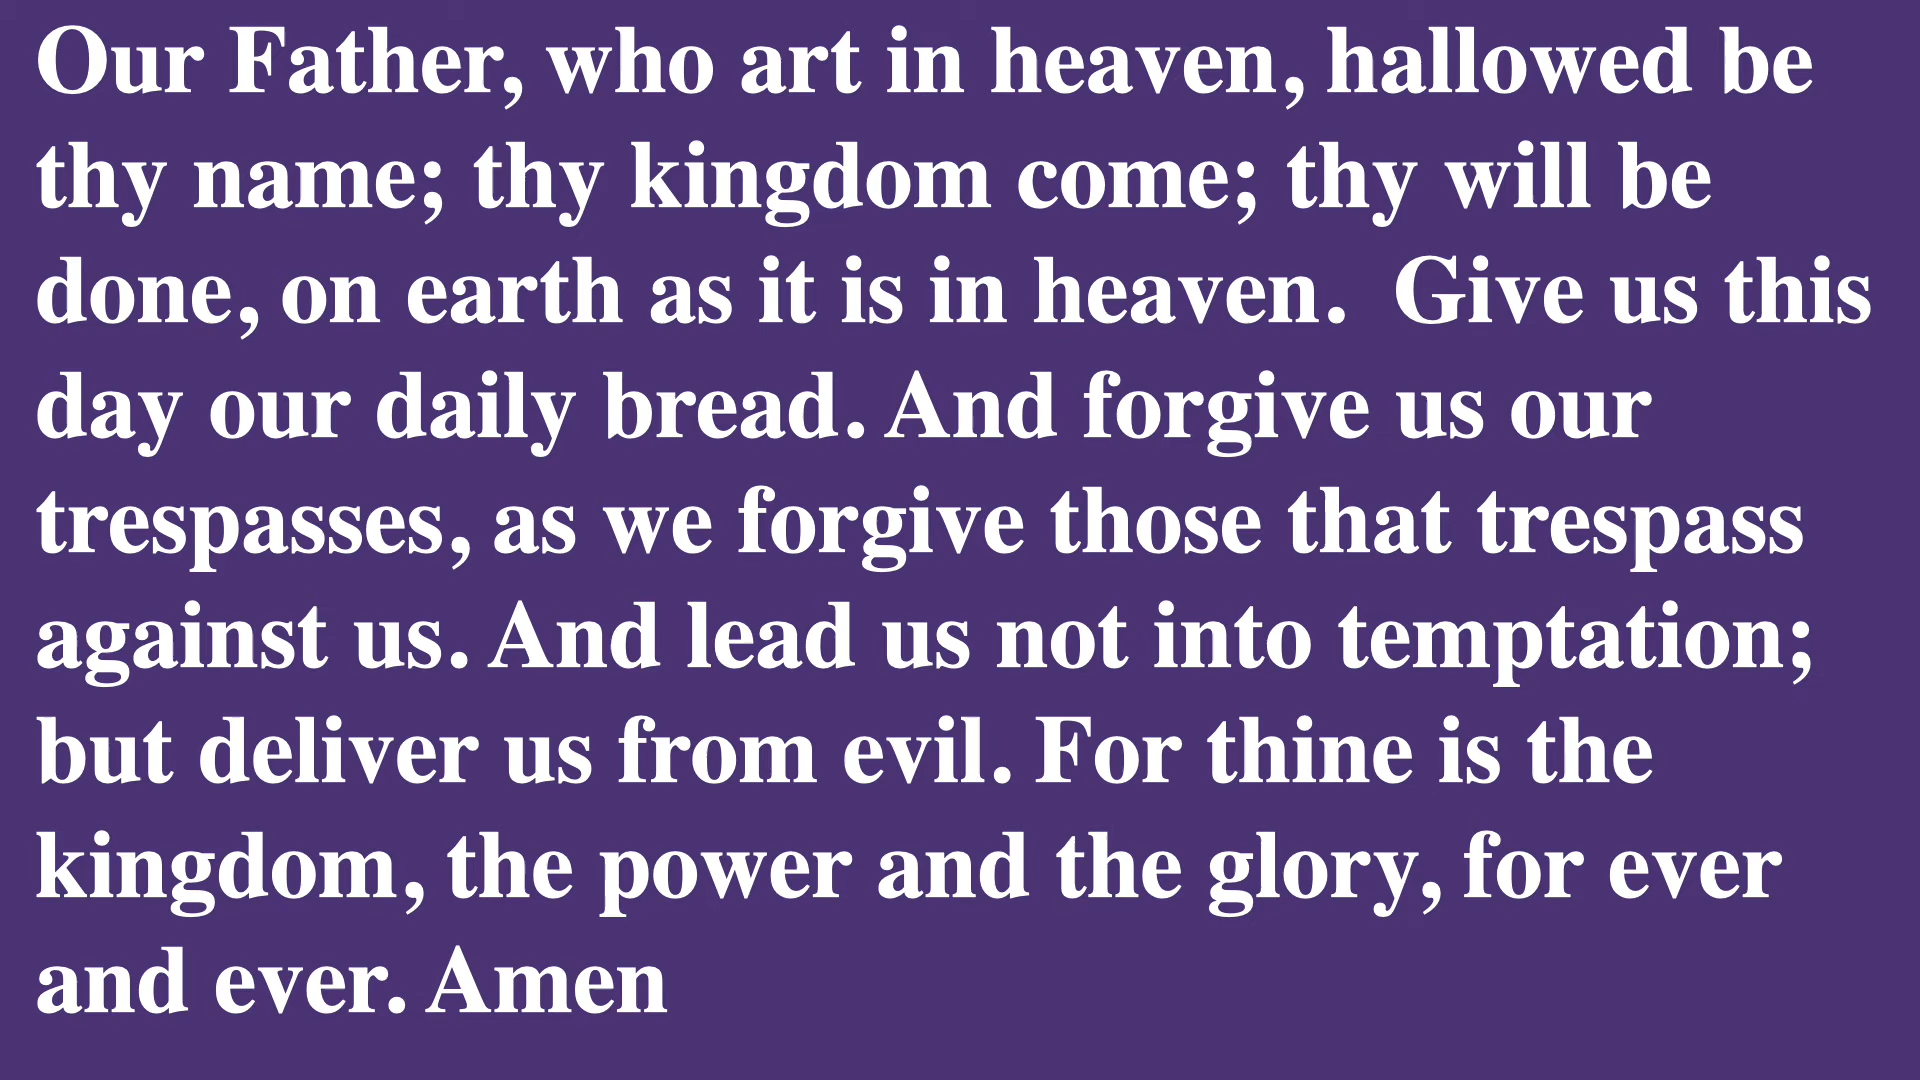 Our Father, who art in heaven, hallowed be
thy name; thy kingdom come; thy will be
done, on earth as it is in heaven.  Give us this
day our daily bread. And forgive us our
trespasses, as we forgive those that trespass
against us. And lead us not into temptation;
but deliver us from evil. For thine is the
kingdom, the power and the glory, for ever
and ever. Amen